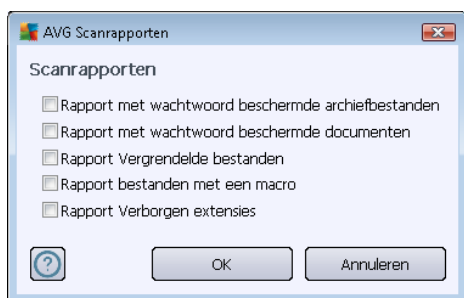 AVG Scanrapporten
Scanrapporten
Rapport met wachtwoord beschermde archiefbestanden
Rapport met wachtwoord beschermde documenten
Rapport Vergrendelde bestanden
Rapport bestanden met een macro
Rapport Verborgen extensies
? OK Annuleren